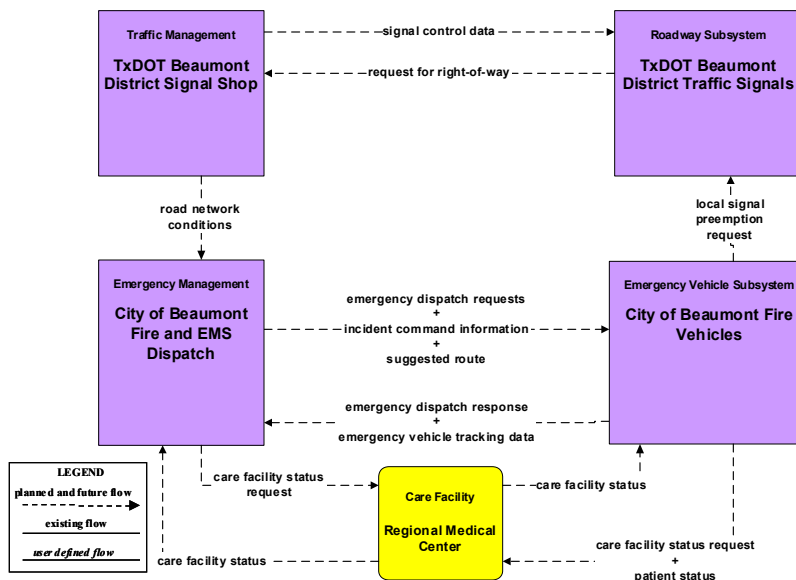 Traffic Management
TxDOT Beaumont
District Signal Shop
signal control data
request for right-of-way
Roadway Subsystem
TxDOT Beaumont
District Traffic Signals
road network
conditions
local signal
preemption
request
Emergency Management
City of Beaumont
Fire and EMS
Dispatch
emergency dispatch requests
+
incident command information
+
suggested route
Emergency Vehicle Subsystem
City of Beaumont Fire
Vehicles
emergency dispatch response
+
emergency vehicle tracking data
LEGEND
planned and future flow
existing flow
user defined flow
care facility status
request
Care Facility
Regional Medical
Center
care facility status
care facility status
care facility status request
+
patient status